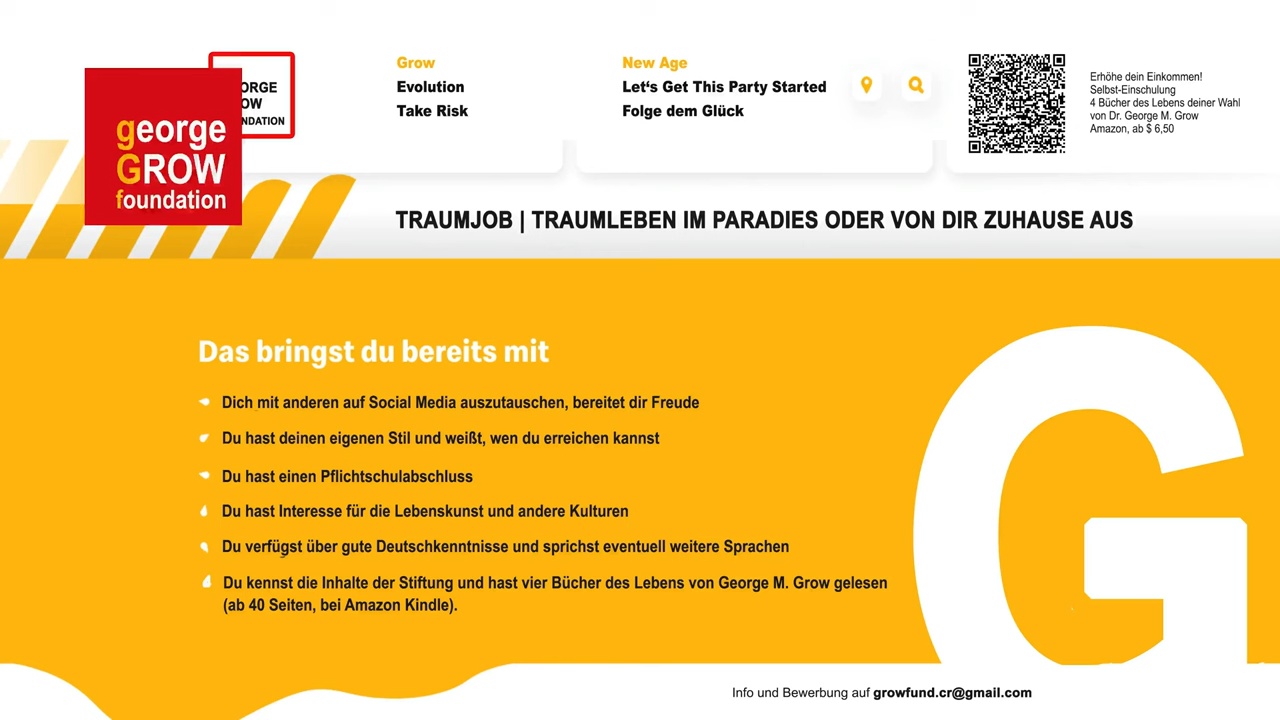 ORGE
OW
NDATION
george
GROW
foundation
Grow
Evolution
Take Risk
New Age
Let‘s Get This Party Started
Folge dem Glück
Erhöhe dein Einkommen!
Selbst-Einschulung
4 Bücher des Lebens deiner Wahl
von Dr. George M. Grow
Amazon, ab $ 6,50
TRAUMJOB | TRAUMLEBEN IM PARADIES ODER VON DIR ZUHAUSE AUS
Das bringst du bereits mit
Dich mit anderen auf Social Media auszutauschen, bereitet dir Freude
Du hast deinen eigenen Stil und weißt, wen du erreichen kannst
Du hast einen Pflichtschulabschluss
Du hast Interesse für die Lebenskunst und andere Kulturen
Du verfügst über gute Deutschkenntnisse und sprichst eventuell weitere Sprachen
Du kennst die Inhalte der Stiftung und hast vier Bücher des Lebens von George M. Grow gelesen
(ab 40 Seiten, bei Amazon Kindle).
G
Info und Bewerbung auf growfund.cr@gmail.com